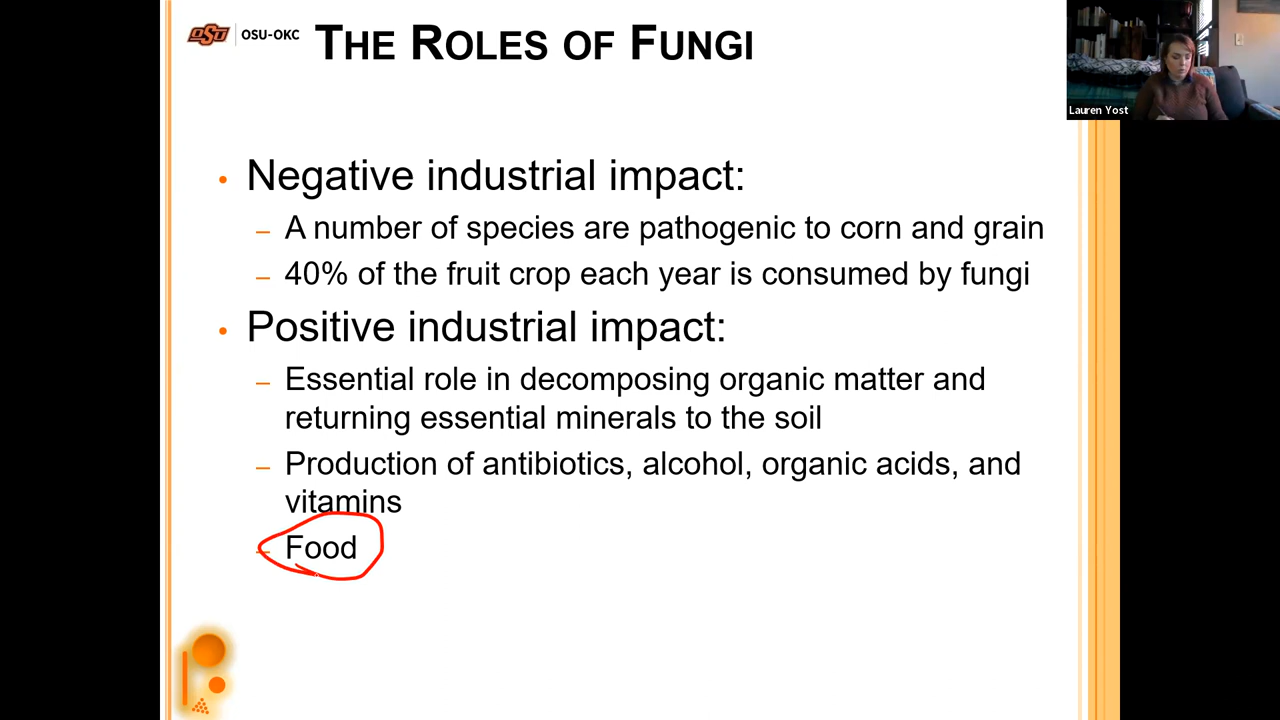 OSU OSU-OKC THE ROLES OF FUNGI
Lauren Yost
• Negative industrial impact:
– A number of species are pathogenic to corn and grain
– 40% of the fruit crop each year is consumed by fungi
• Positive industrial impact:
– Essential role in decomposing organic matter and
returning essential minerals to the soil
– Production of antibiotics, alcohol, organic acids, and
vitamins
– Food